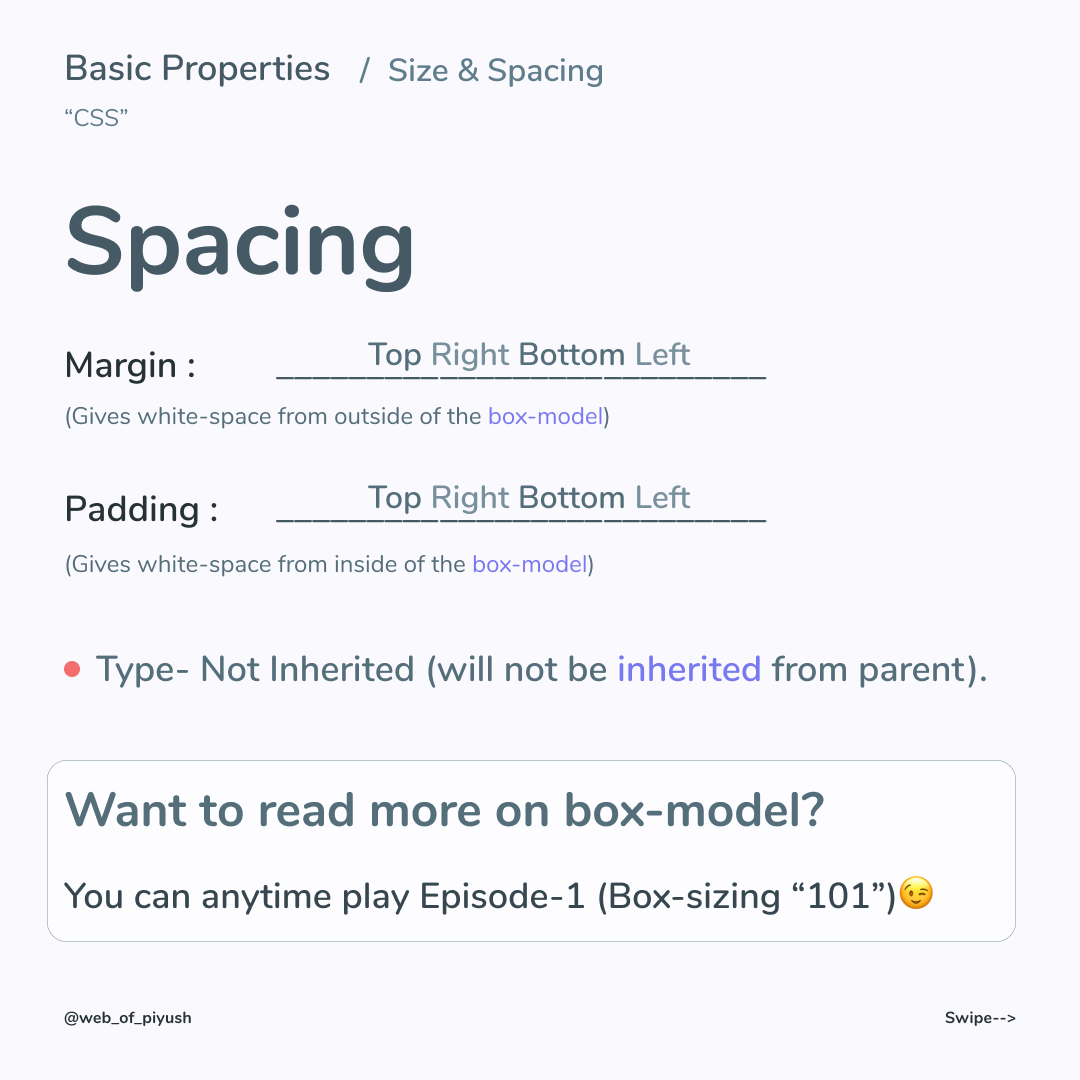 Basic Properties / Size & Spacing
“CSS”
Spacing
Margin : Top Right Bottom Left
(Gives white-space from outside of the box-model)
Padding : Top Right Bottom Left
(Gives white-space from inside of the box-model)
Type- Not Inherited (will not be inherited from parent).
Want to read more on box-model?
You can anytime play Episode-1 (Box-sizing “101”)😉
@web_of_piyush Swipe-->